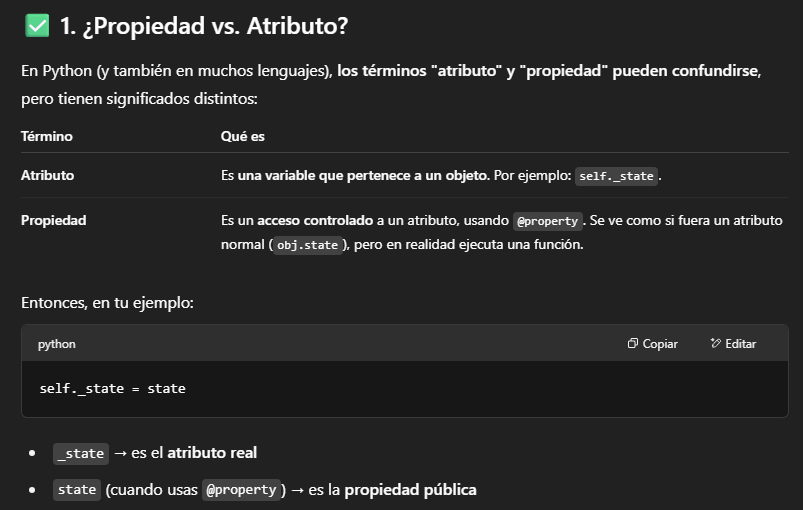 ✅ 1. ¿Propiedad vs. Atributo?
En Python (y también en muchos lenguajes), los términos "atributo" y "propiedad" pueden confundirse,
pero tienen significados distintos:
Término Qué es
Atributo Es una variable que pertenece a un objeto. Por ejemplo: self._state.
Propiedad Es un acceso controlado a un atributo, usando @property. Se ve como si fuera un atributo
normal (obj.state), pero en realidad ejecuta una función.
Entonces, en tu ejemplo:
python Copiar Editar
self._state = state
• _state → es el atributo real
• state (cuando usas @property) → es la propiedad pública